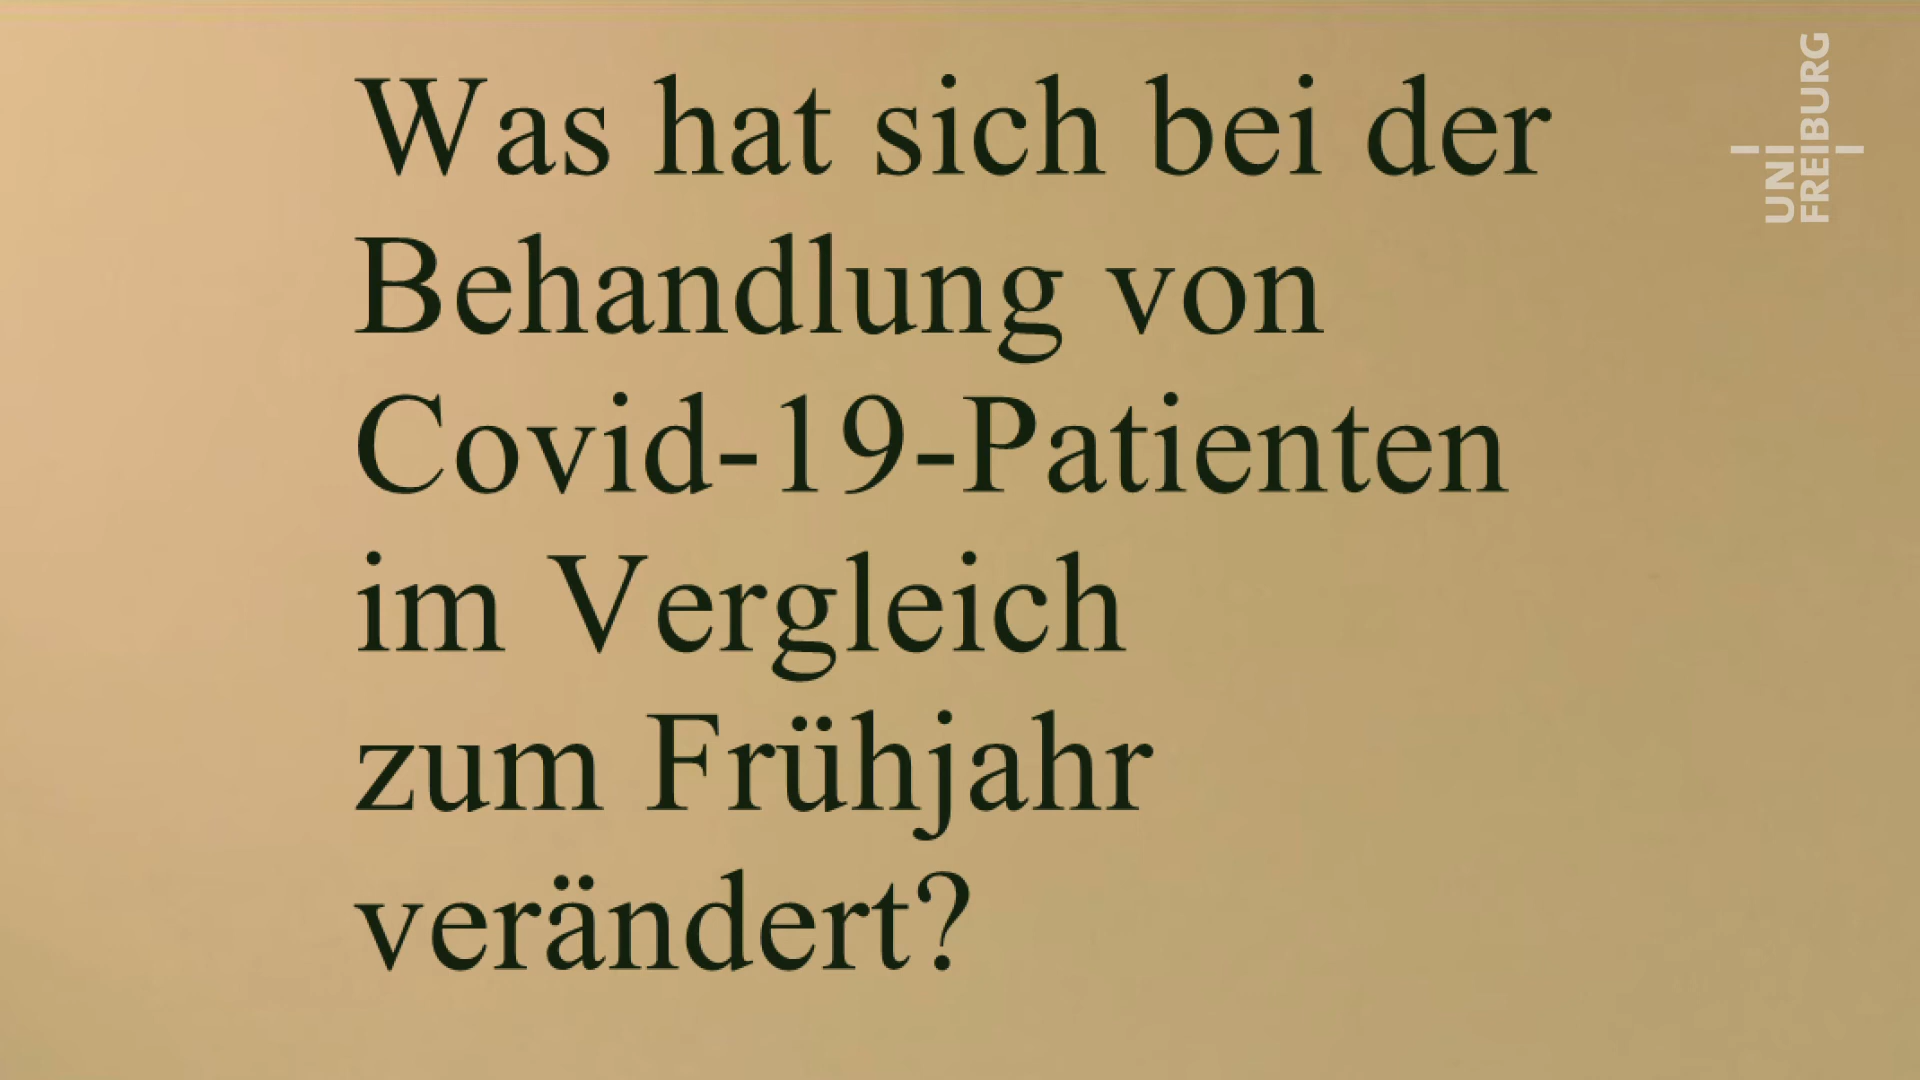 Was hat sich bei der
Behandlung von
Covid-19-Patienten
im Vergleich
zum Frühjahr
verändert?
UNI
FREIBURG